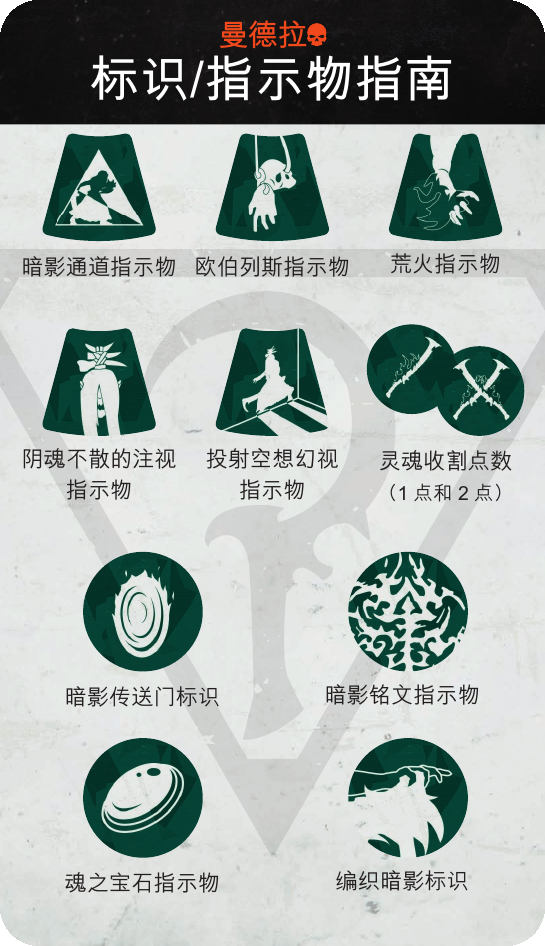 曼德拉
标识/指示物指南
暗影通道指示物 欧伯列斯指示物 荒火指示物
阴魂不散的注视 投射空想幻视 灵魂收割点数
指示物 指示物 （1 点和 2 点）
暗影传送门标识 暗影铭文指示物
魂之宝石指示物 编织暗影标识